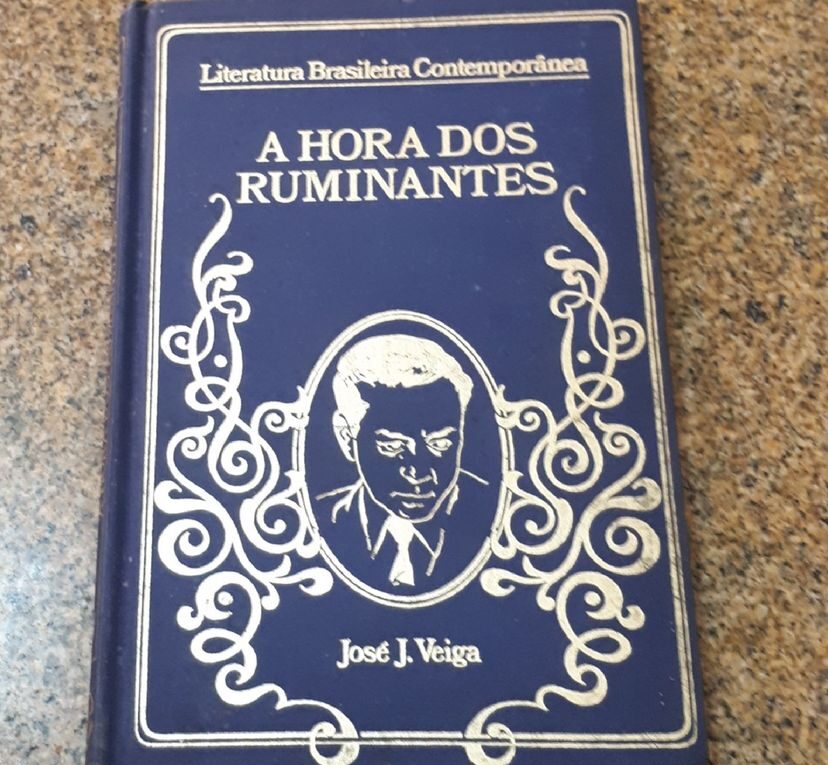 Literatura Brasileira Contemporânea
A HORA DOS
RUMINANTES
José J. Veiga